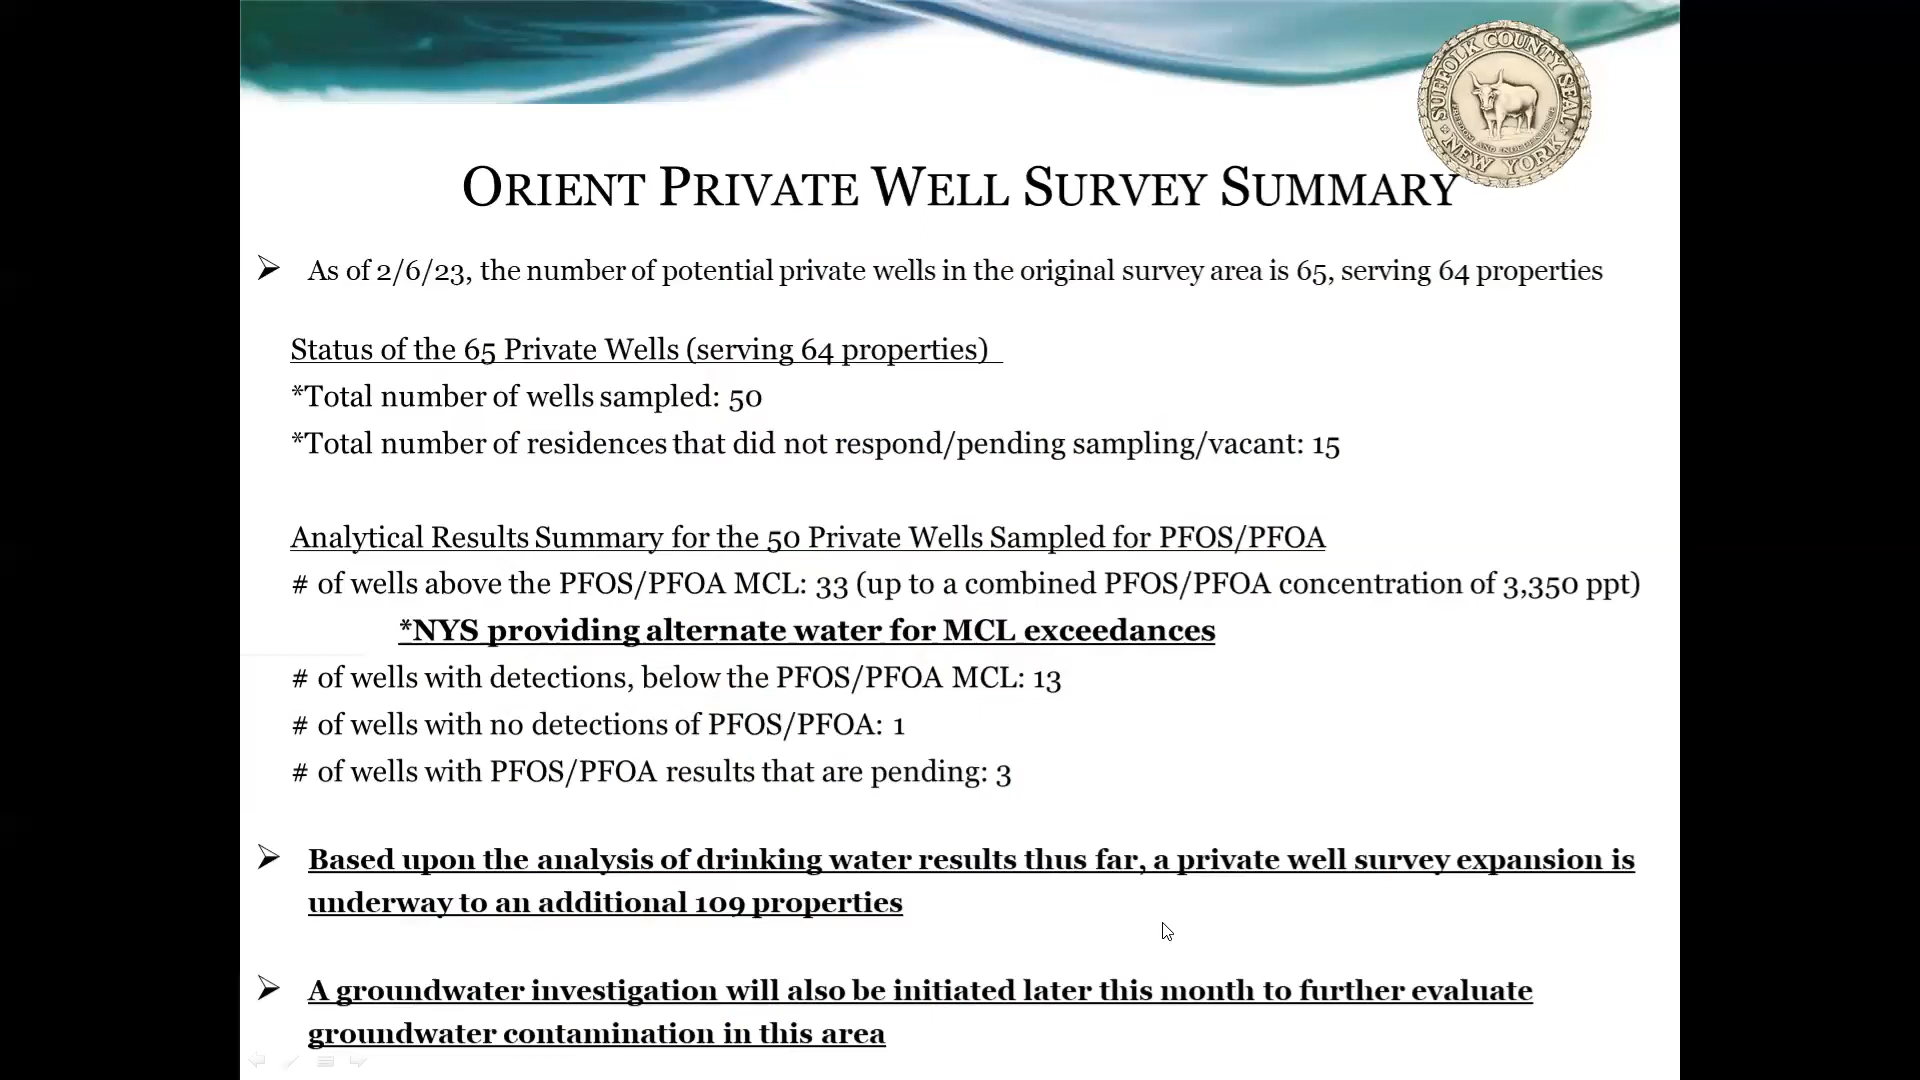 SUFFOLK COUNTY SEAL
NEW YORK
ORIENT PRIVATE WELL SURVEY SUMMARY
➢ As of 2/6/23, the number of potential private wells in the original survey area is 65, serving 64 properties
Status of the 65 Private Wells (serving 64 properties)
*Total number of wells sampled: 50
*Total number of residences that did not respond/pending sampling/vacant: 15
Analytical Results Summary for the 50 Private Wells Sampled for PFOS/PFOA
# of wells above the PFOS/PFOA MCL: 33 (up to a combined PFOS/PFOA concentration of 3,350 ppt)
*NYS providing alternate water for MCL exceedances
# of wells with detections, below the PFOS/PFOA MCL: 13
# of wells with no detections of PFOS/PFOA: 1
# of wells with PFOS/PFOA results that are pending: 3
➢ Based upon the analysis of drinking water results thus far, a private well survey expansion is
underway to an additional 109 properties
➢ A groundwater investigation will also be initiated later this month to further evaluate
groundwater contamination in this area